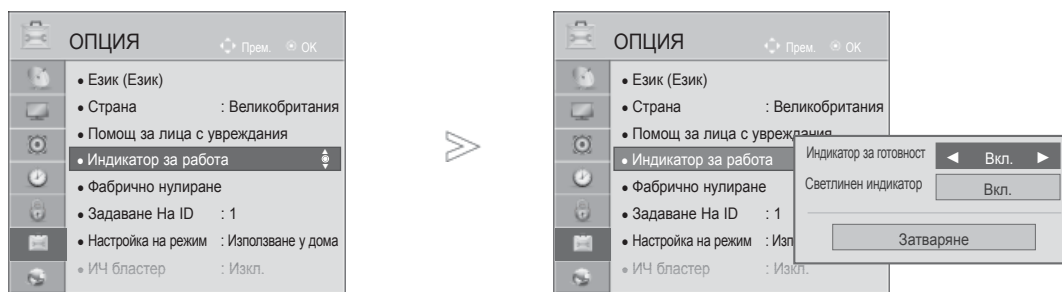 ОПЦИЯ
Прем. ОК
• Език (Език)
• Страна : Великобритания
• Помощ за лица с увреждания
• Индикатор за работа
• Фабрично нулиране
• Задаване На ID : 1
• Настройка на режим : Използване у дома
• ИЧ бластер : Изкл.
ОПЦИЯ
Прем. ОК
• Език (Език)
• Страна : Великобритания
• Помощ за лица с увреждания
• Индикатор за работа
• Фабрично нулиране
• Задаване На ID : 1
• Настройка на режим : Изп
• ИЧ бластер : Изкл.
Индикатор за готовност ◄ Вкл. ►
Светлинен индикатор Вкл.
Затваряне